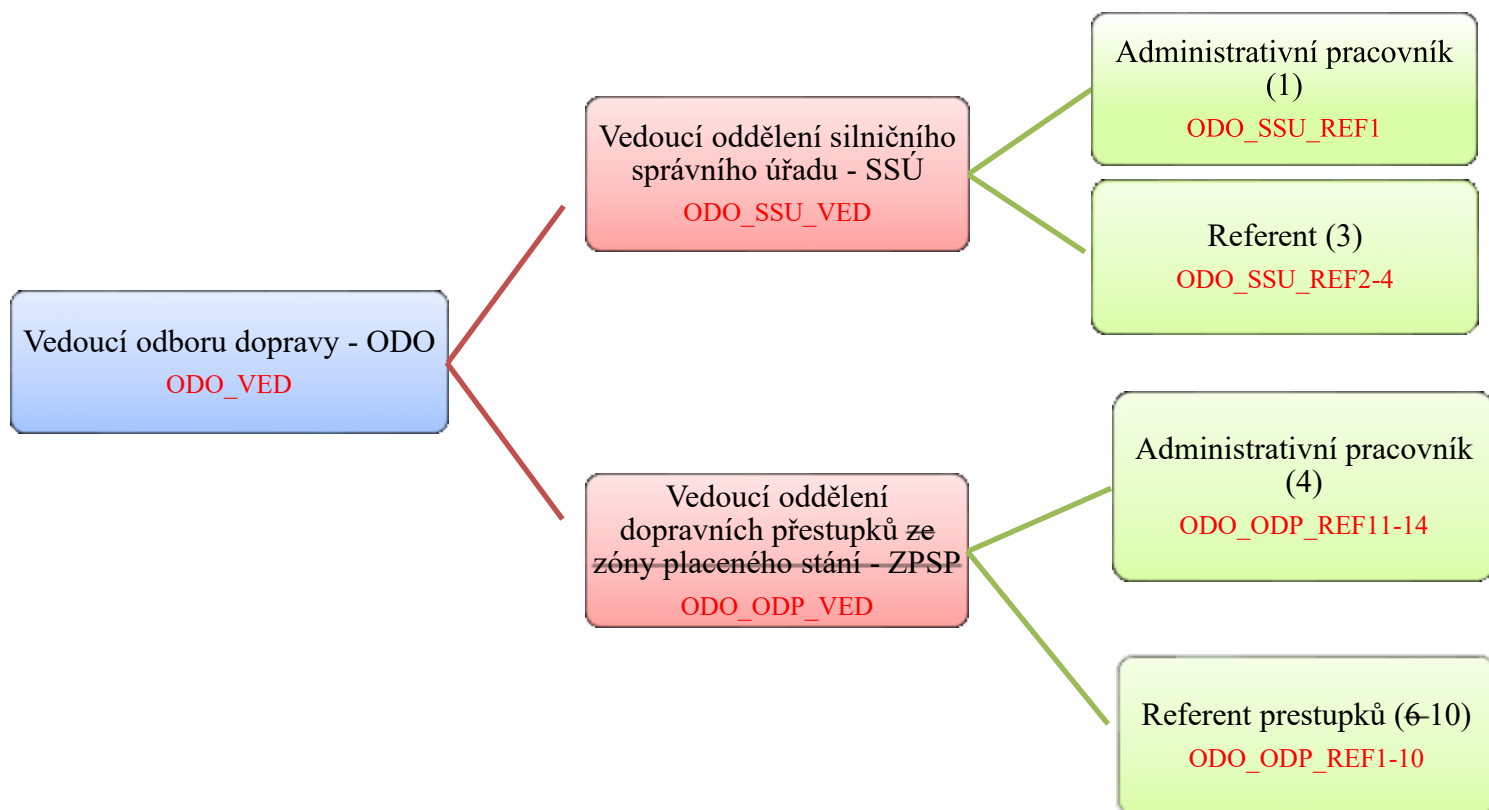 Vedoucí odboru dopravy - ODO
ODO_VED
Vedoucí oddělení silničního
správního úřadu - SSÚ
ODO_SSU_VED
Administrativní pracovník
(1)
ODO_SSU_REF1
Referent (3)
ODO_SSU_REF2-4
Vedoucí oddělení
dopravních přestupků ze
zóny placeného stání - ZPSP
ODO_ODP_VED
Administrativní pracovník
(4)
ODO_ODP_REF11-14
Referent prestupků (6 10)
ODO_ODP_REF1-10